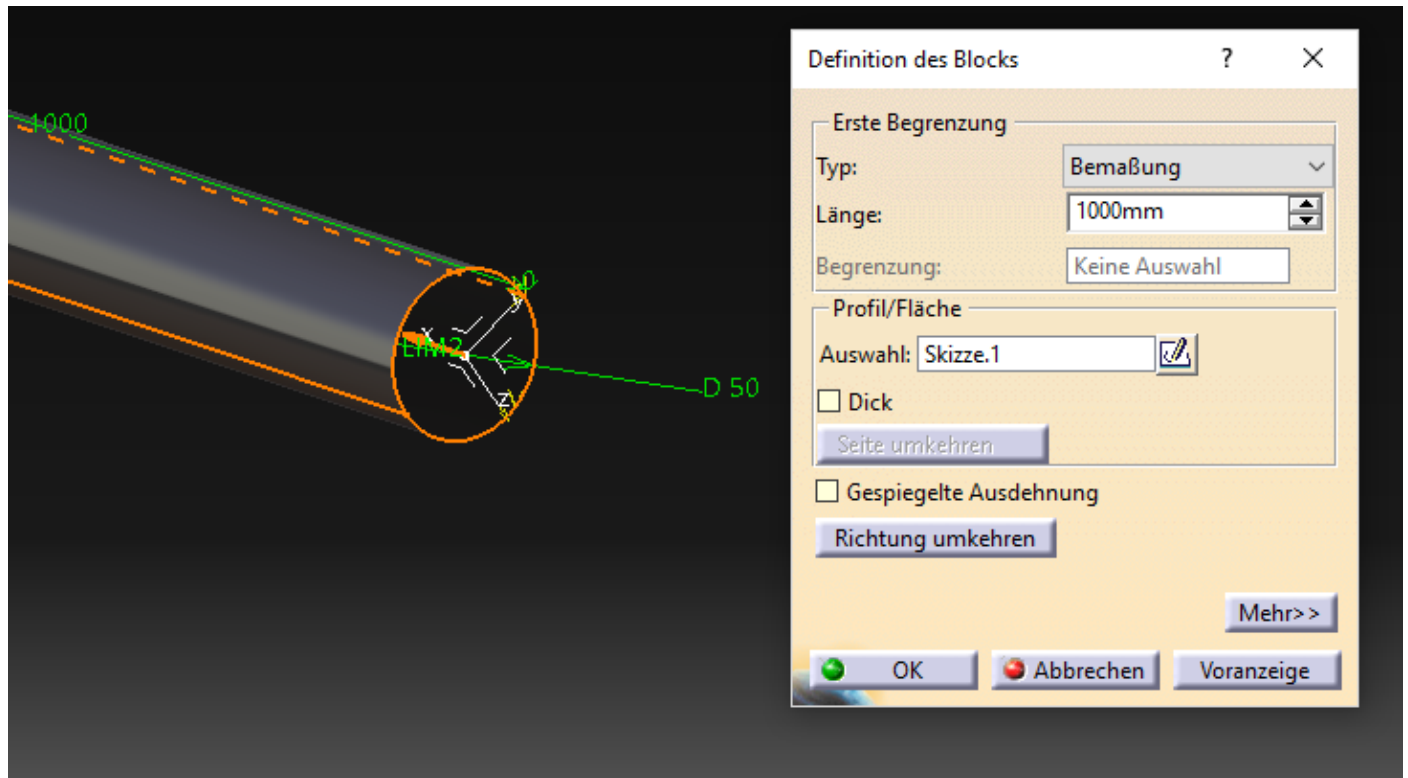 1000
0
y
x
LIM2
z
D 50
Definition des Blocks
?
Erste Begrenzung
Typ: Bemaßung
Länge: 1000mm
Begrenzung: Keine Auswahl
Profil/Fläche
Auswahl: Skizze.1
Dick
Seite umkehren
Gespiegelte Ausdehnung
Richtung umkehren
Mehr>>
OK Abbrechen Voranzeige